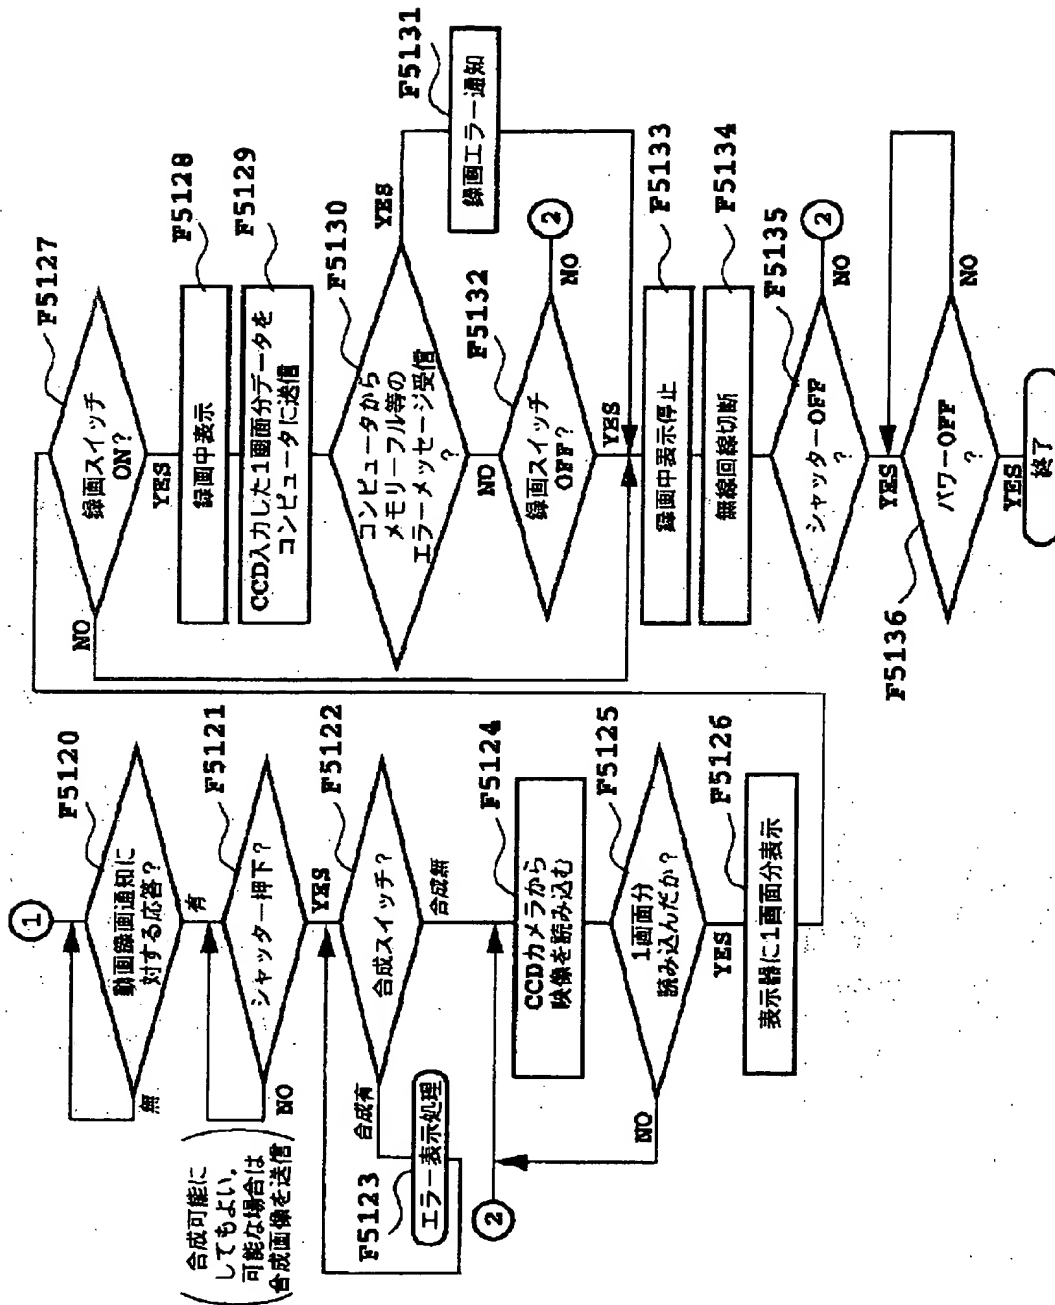 1
F5120
動画録画通知に
対する応答?
無
有
F5121
シャッター押下?
NO
YES
F5122
合成スイッチ?
合成有
合成無
F5123
エラー表示処理
合成可能に
してもよい。
可能な場合は
合成画像を送信
2
F5124
CCDカメラから
映像を読み込む
F5125
1画面分
読み込んだか?
NO
YES
F5126
表示器に1画面分表示
F5127
録画スイッチ
ON?
NO
YES
F5128
録画中表示
F5129
CCD入力した1画面分データを
コンピュータに送信
F5130
コンピュータから
メモリーフル等の
エラーメッセージ受信
?
YES
NO
F5131
録画エラー通知
F5132
録画スイッチ
OFF?
NO
2
YES
F5133
録画中表示停止
F5134
無線回線切断
F5135
シャッターOFF
?
NO
2
YES
F5136
パワーOFF
?
NO
YES
終了